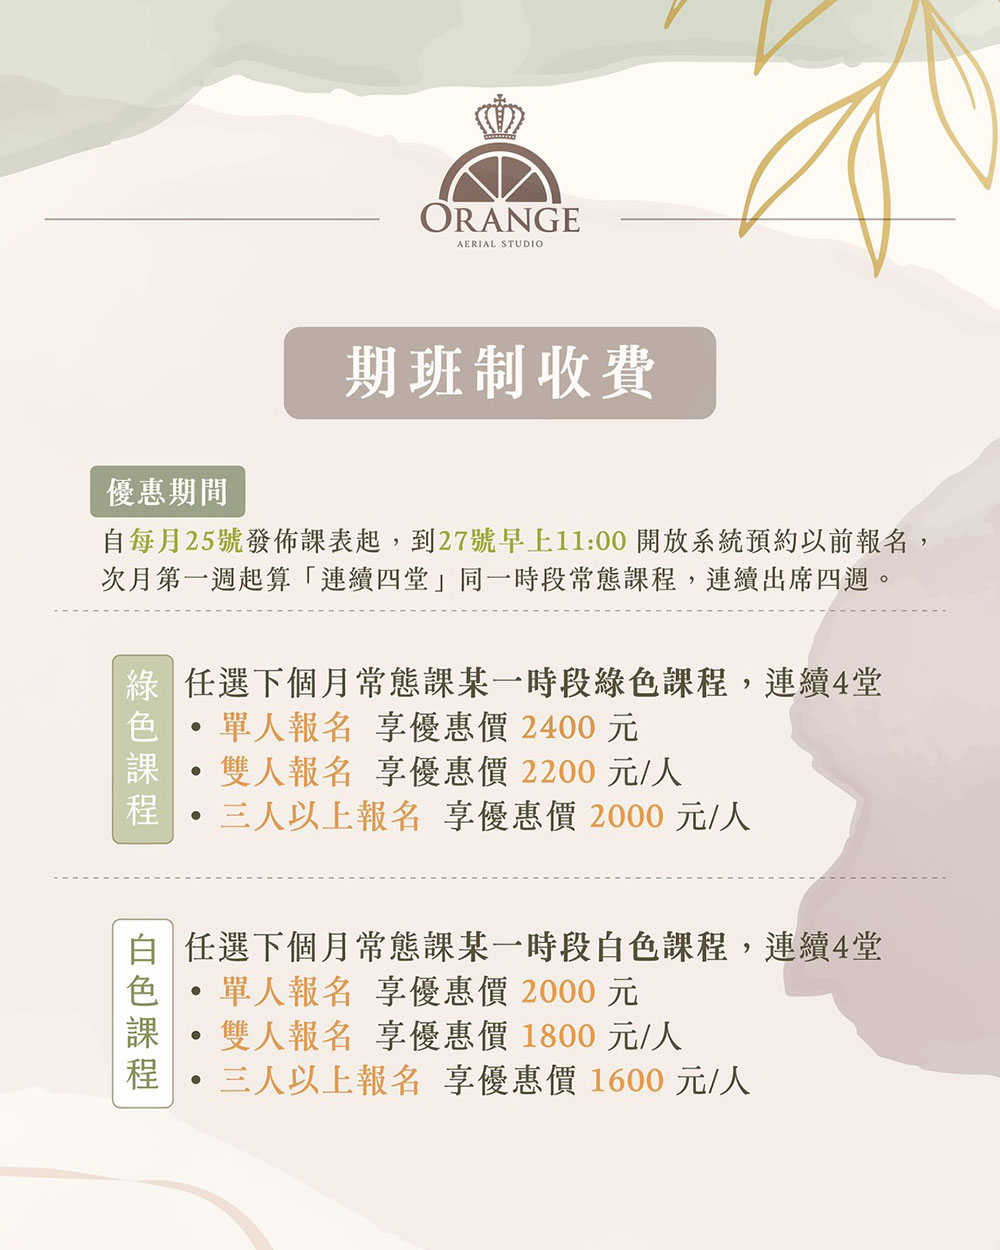 ORANGE
AERIAL STUDIO
期班制收費
優惠期間
自每月25號發佈課表起，到27號早上11:00 開放系統預約以前報名，
次月第一週起算「連續四堂」同一時段常態課程，連續出席四週。
綠色課程
任選下個月常態課某一時段綠色課程，連續4堂
• 單人報名 享優惠價 2400 元
• 雙人報名 享優惠價 2200 元/人
• 三人以上報名 享優惠價 2000 元/人
白色課程
任選下個月常態課某一時段白色課程，連續4堂
• 單人報名 享優惠價 2000 元
• 雙人報名 享優惠價 1800 元/人
• 三人以上報名 享優惠價 1600 元/人